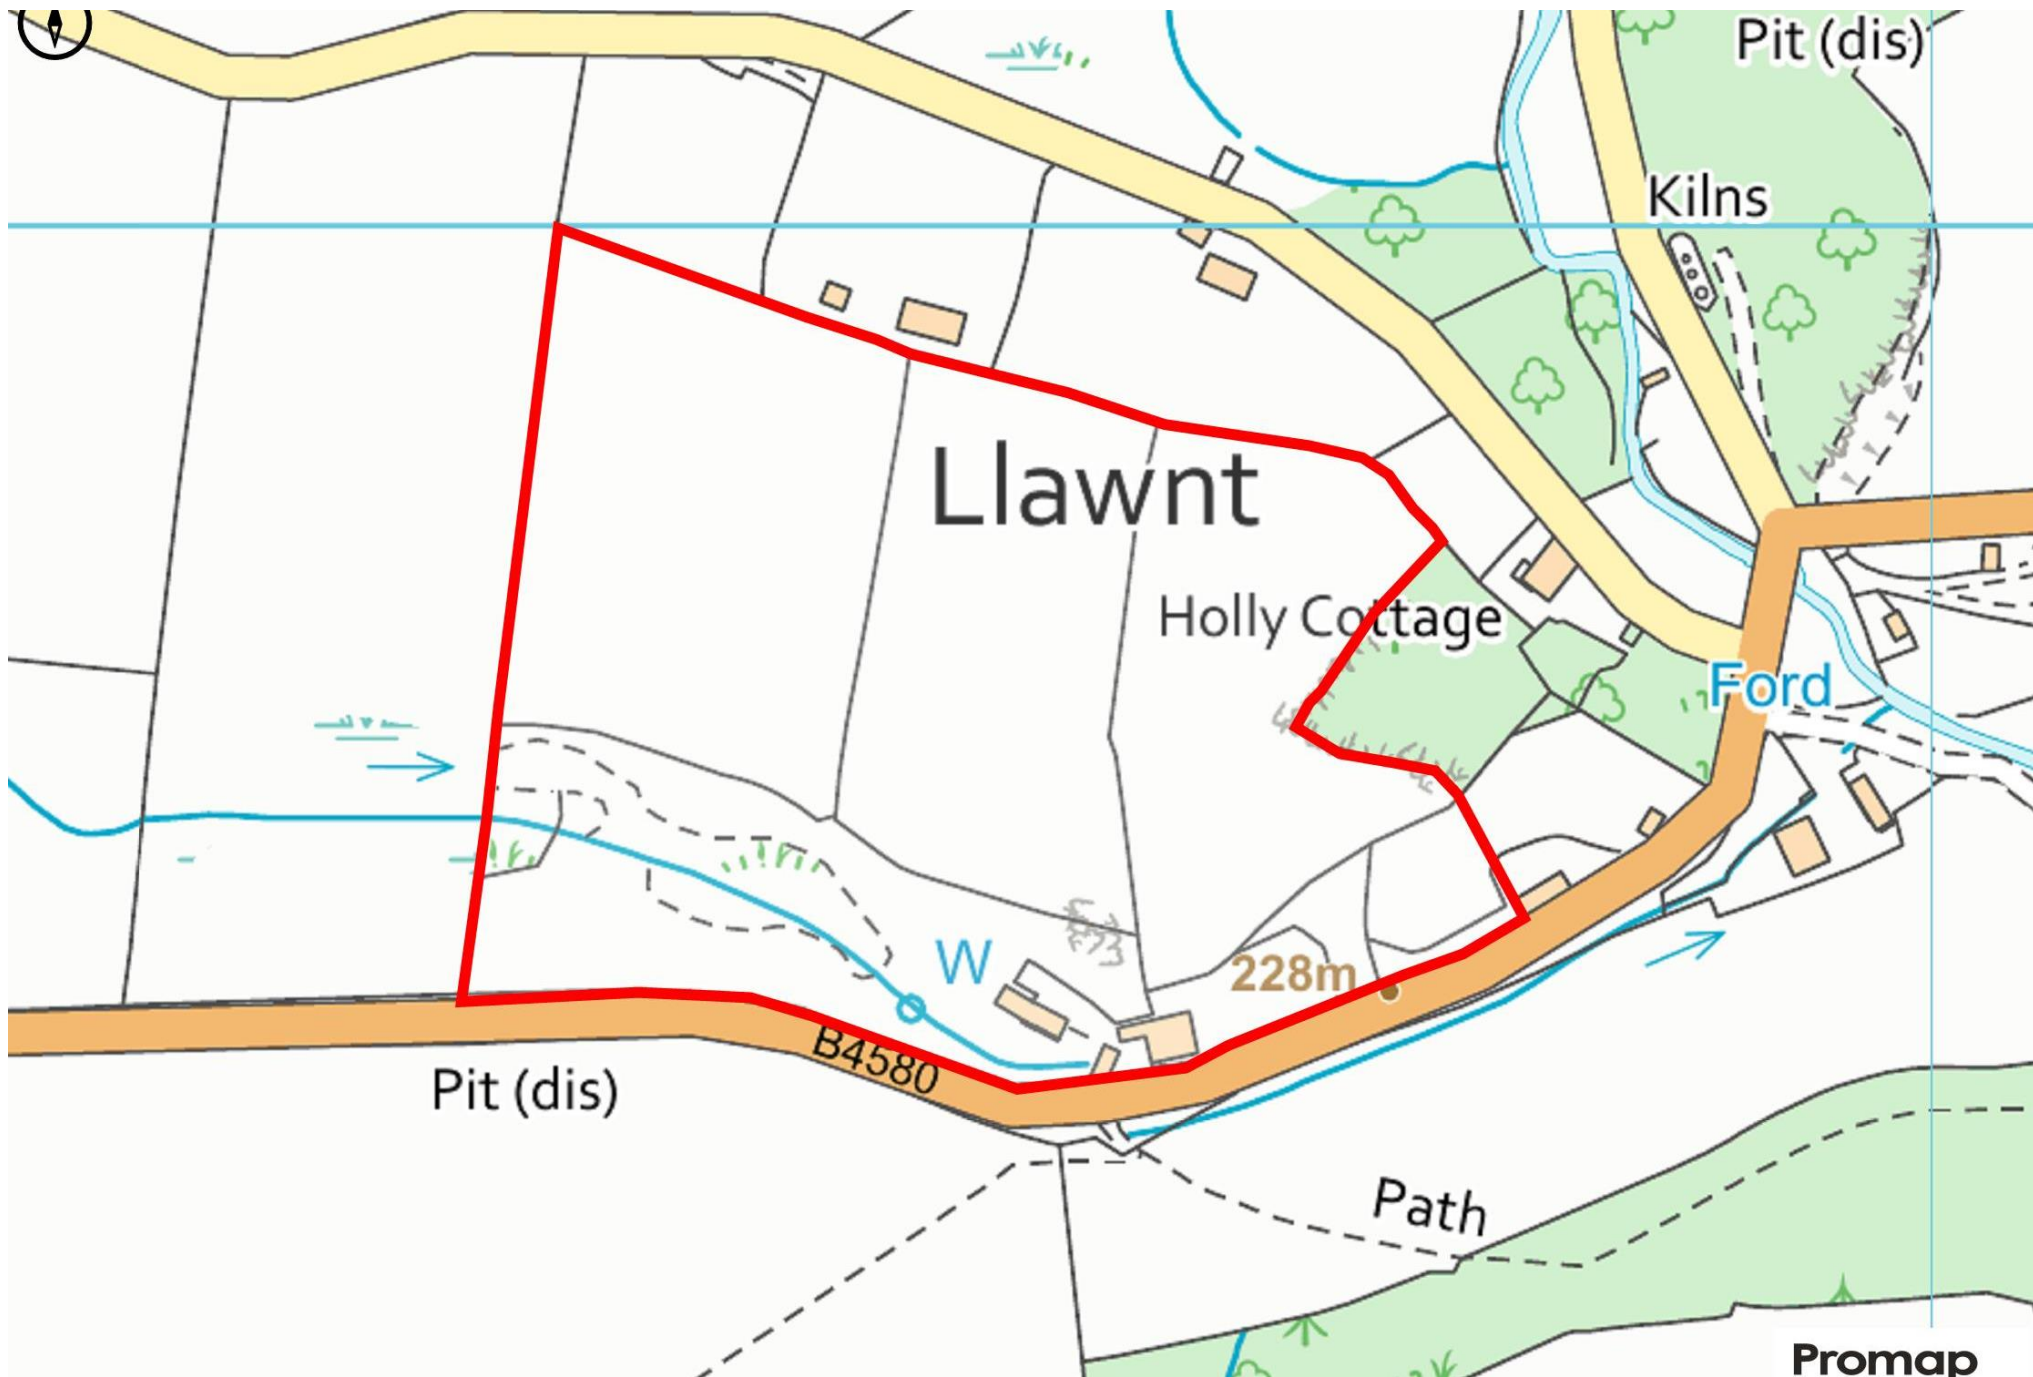 Pit (dis)
Kilns
Llawnt
Holly Cottage
Ford
W
228m
B4580
Pit (dis)
Path
Promap